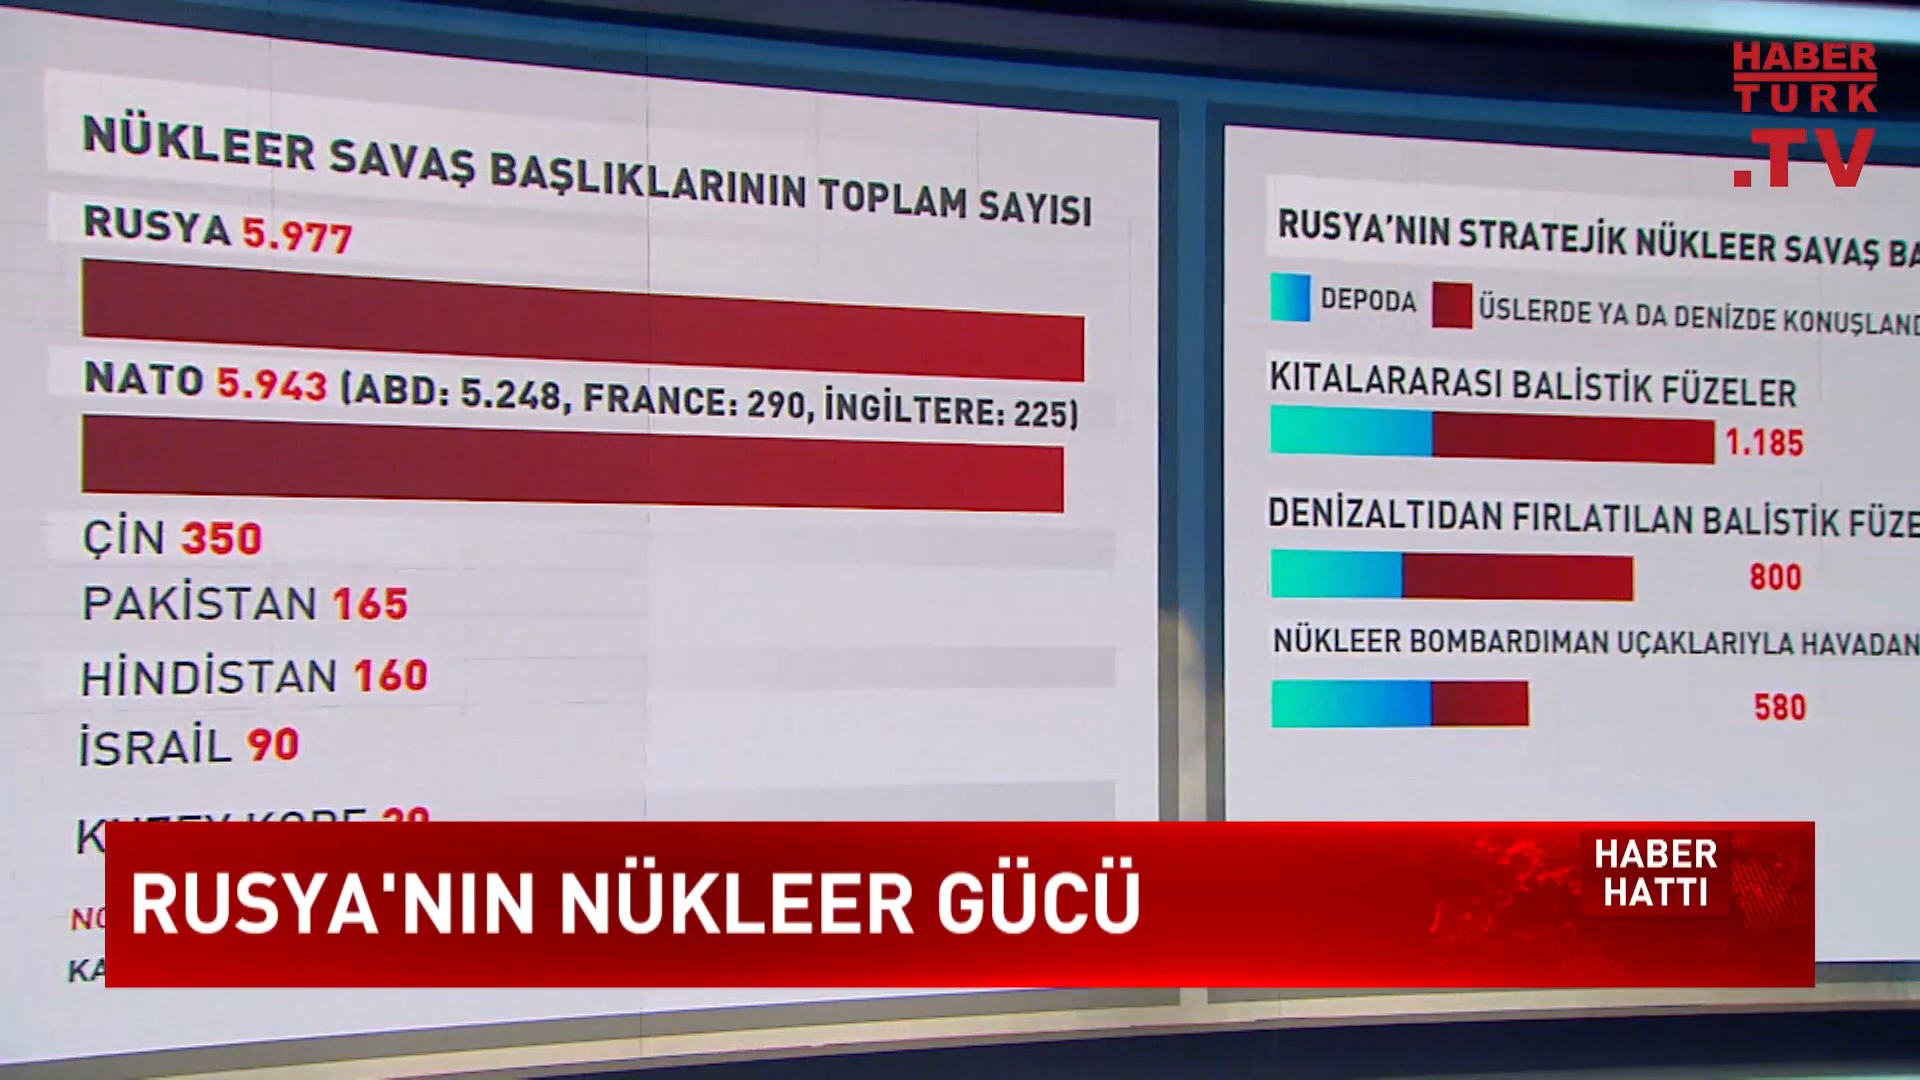 HABER
TURK
.TV
NÜKLEER SAVAŞ BAŞLIKLARININ TOPLAM SAYISI
RUSYA 5.977
NATO 5.943 (ABD: 5.248, FRANCE: 290, İNGİLTERE: 225)
ÇİN 350
PAKİSTAN 165
HİNDİSTAN 160
İSRAİL 90
RUSYA'NIN STRATEJİK NÜKLEER SAVAŞ
DEPODA ÜSLERDE YA DA DENİZDE
KITALARARASI BALİSTİK FÜZELER
1.185
DENİZALTIDAN FIRLATILAN BALİSTİK
800
NÜKLEER BOMBARDIMAN UÇAKLARIYLA HAVADAN
580
RUSYA'NIN NÜKLEER GÜCÜ
HABER
HATTI